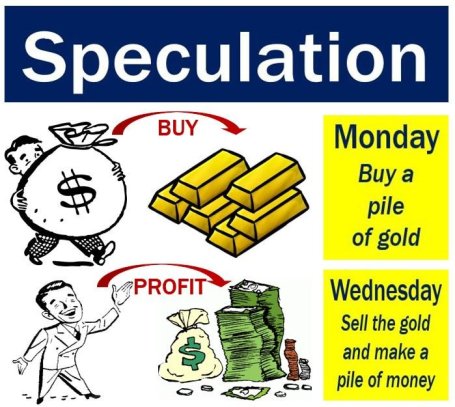 Speculation
BUY
Monday
Buy a
pile
of gold
$
PROFIT
Wednesday
Sell the gold
and make a
pile of money
$